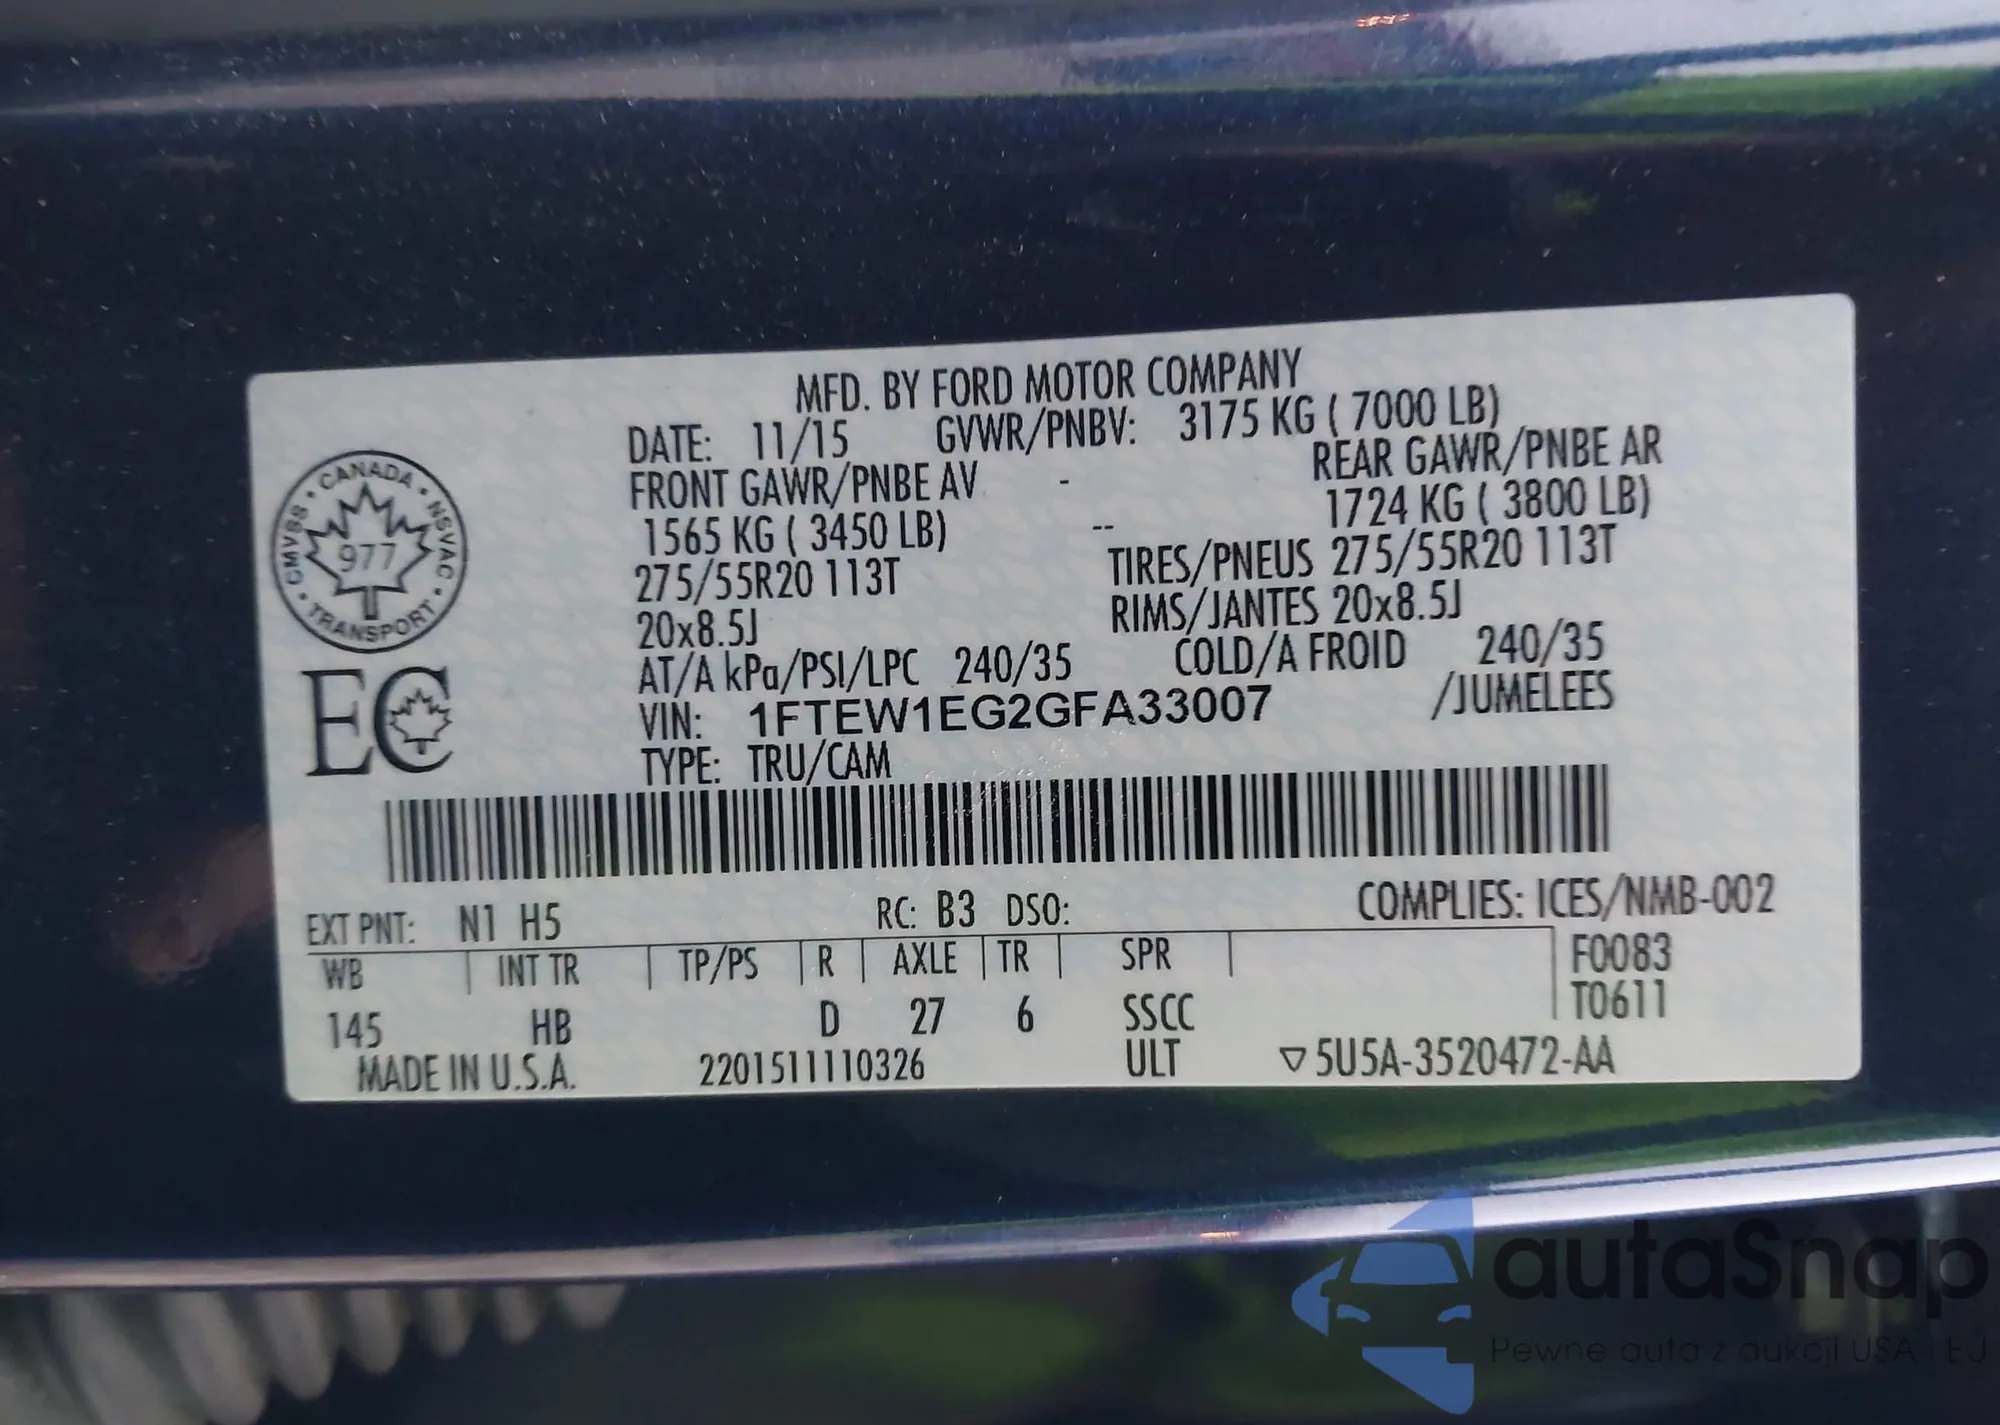 MFD. BY FORD MOTOR COMPANY
DATE: 11/15 GVWR/PNBV: 3175 KG ( 7000 LB)
FRONT GAWR/PNBE AV - REAR GAWR/PNBE AR
1565 KG ( 3450 LB) -- 1724 KG ( 3800 LB)
275/55R20 113T TIRES/PNEUS 275/55R20 113T
20x8.5J RIMS/JANTES 20x8.5J
AT/A kPa/PSI/LPC 240/35 COLD/A FROID 240/35
VIN: 1FTEW1EG2GFA33007 /JUMELEES
TYPE: TRU/CAM
CMVSS • CANADA • NSVAC • TRANSPORT •
977
EC
EXT PNT: N1 H5 RC: B3 DSO: COMPLIES: ICES/NMB-002
WB | INT TR | TP/PS | R | AXLE | TR | SPR | F0083
T0611
145 HB D 27 6 SSCC
MADE IN U.S.A. 2201511110326 ULT ▽5U5A-3520472-AA
autaSnap
Pewne auta z aukcji USA i EU